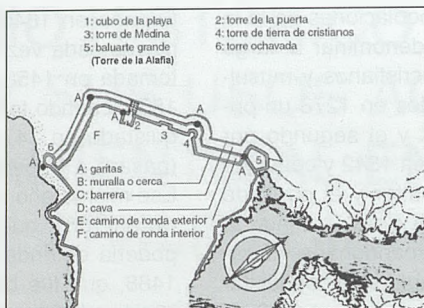 1: cubo de la playa
3: torre de Medina
5: baluarte grande
(Torre de la Alafia)
2: torre de la puerta
4: torre de tierra de cristianos
6: torre ochavada
A
A
A
2
F
3
4
6
A
A
5
1
A: garitas
B: muralla o cerca
C: barrera
D: cava
E: camino de ronda exterior
F: camino de ronda interior